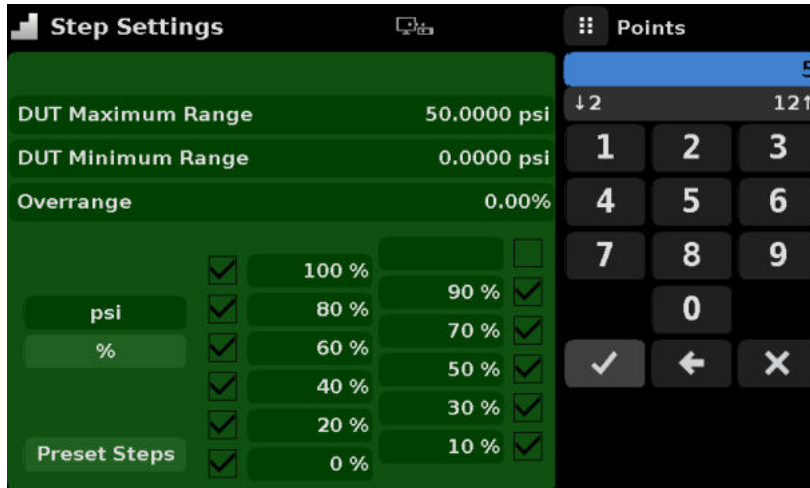 Step Settings
Points
5
DUT Maximum Range 50.0000 psi
DUT Minimum Range 0.0000 psi
Overrange 0.00%
100 %
90 %
80 %
70 %
60 %
50 %
40 %
30 %
20 %
10 %
0 %
psi
%
Preset Steps
↓2 12↑
1 2 3
4 5 6
7 8 9
0